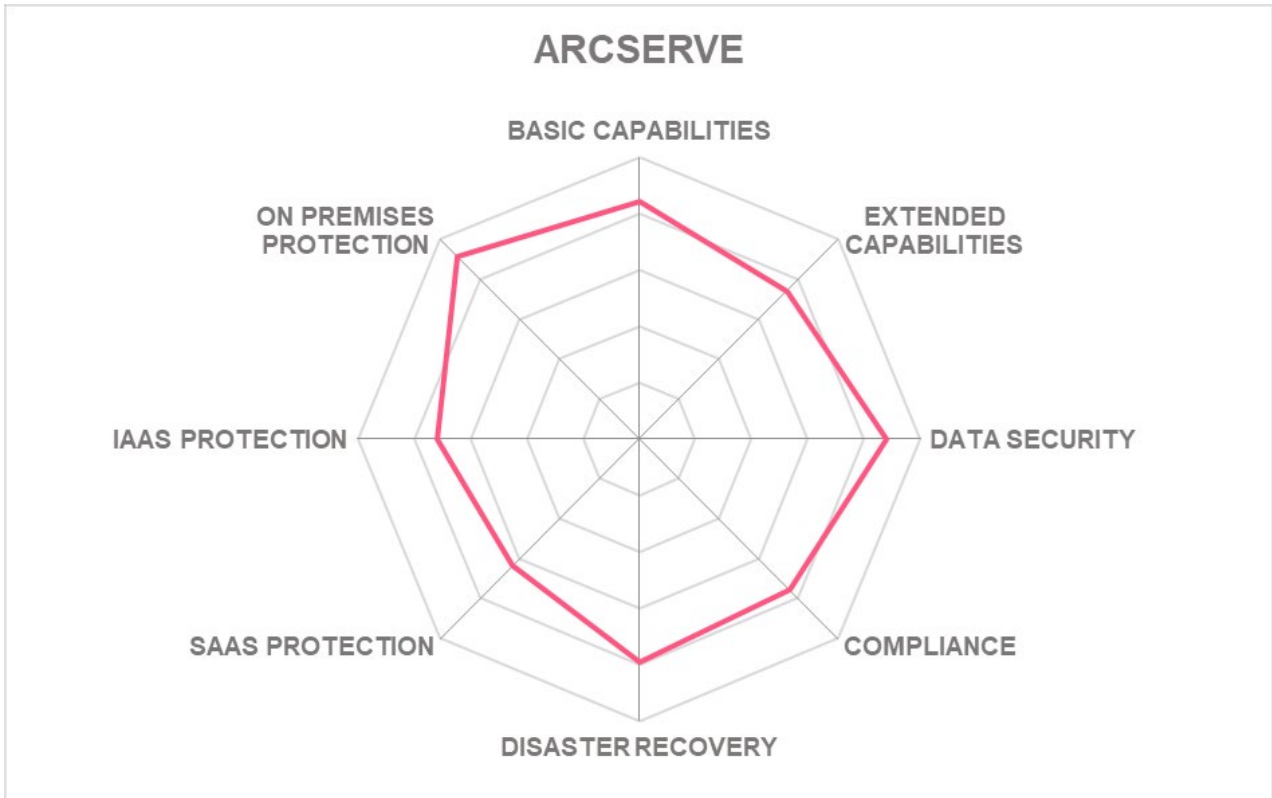 ARCSERVE
BASIC CAPABILITIES
ON PREMISES
PROTECTION
EXTENDED
CAPABILITIES
IAAS PROTECTION
DATA SECURITY
SAAS PROTECTION
COMPLIANCE
DISASTER RECOVERY